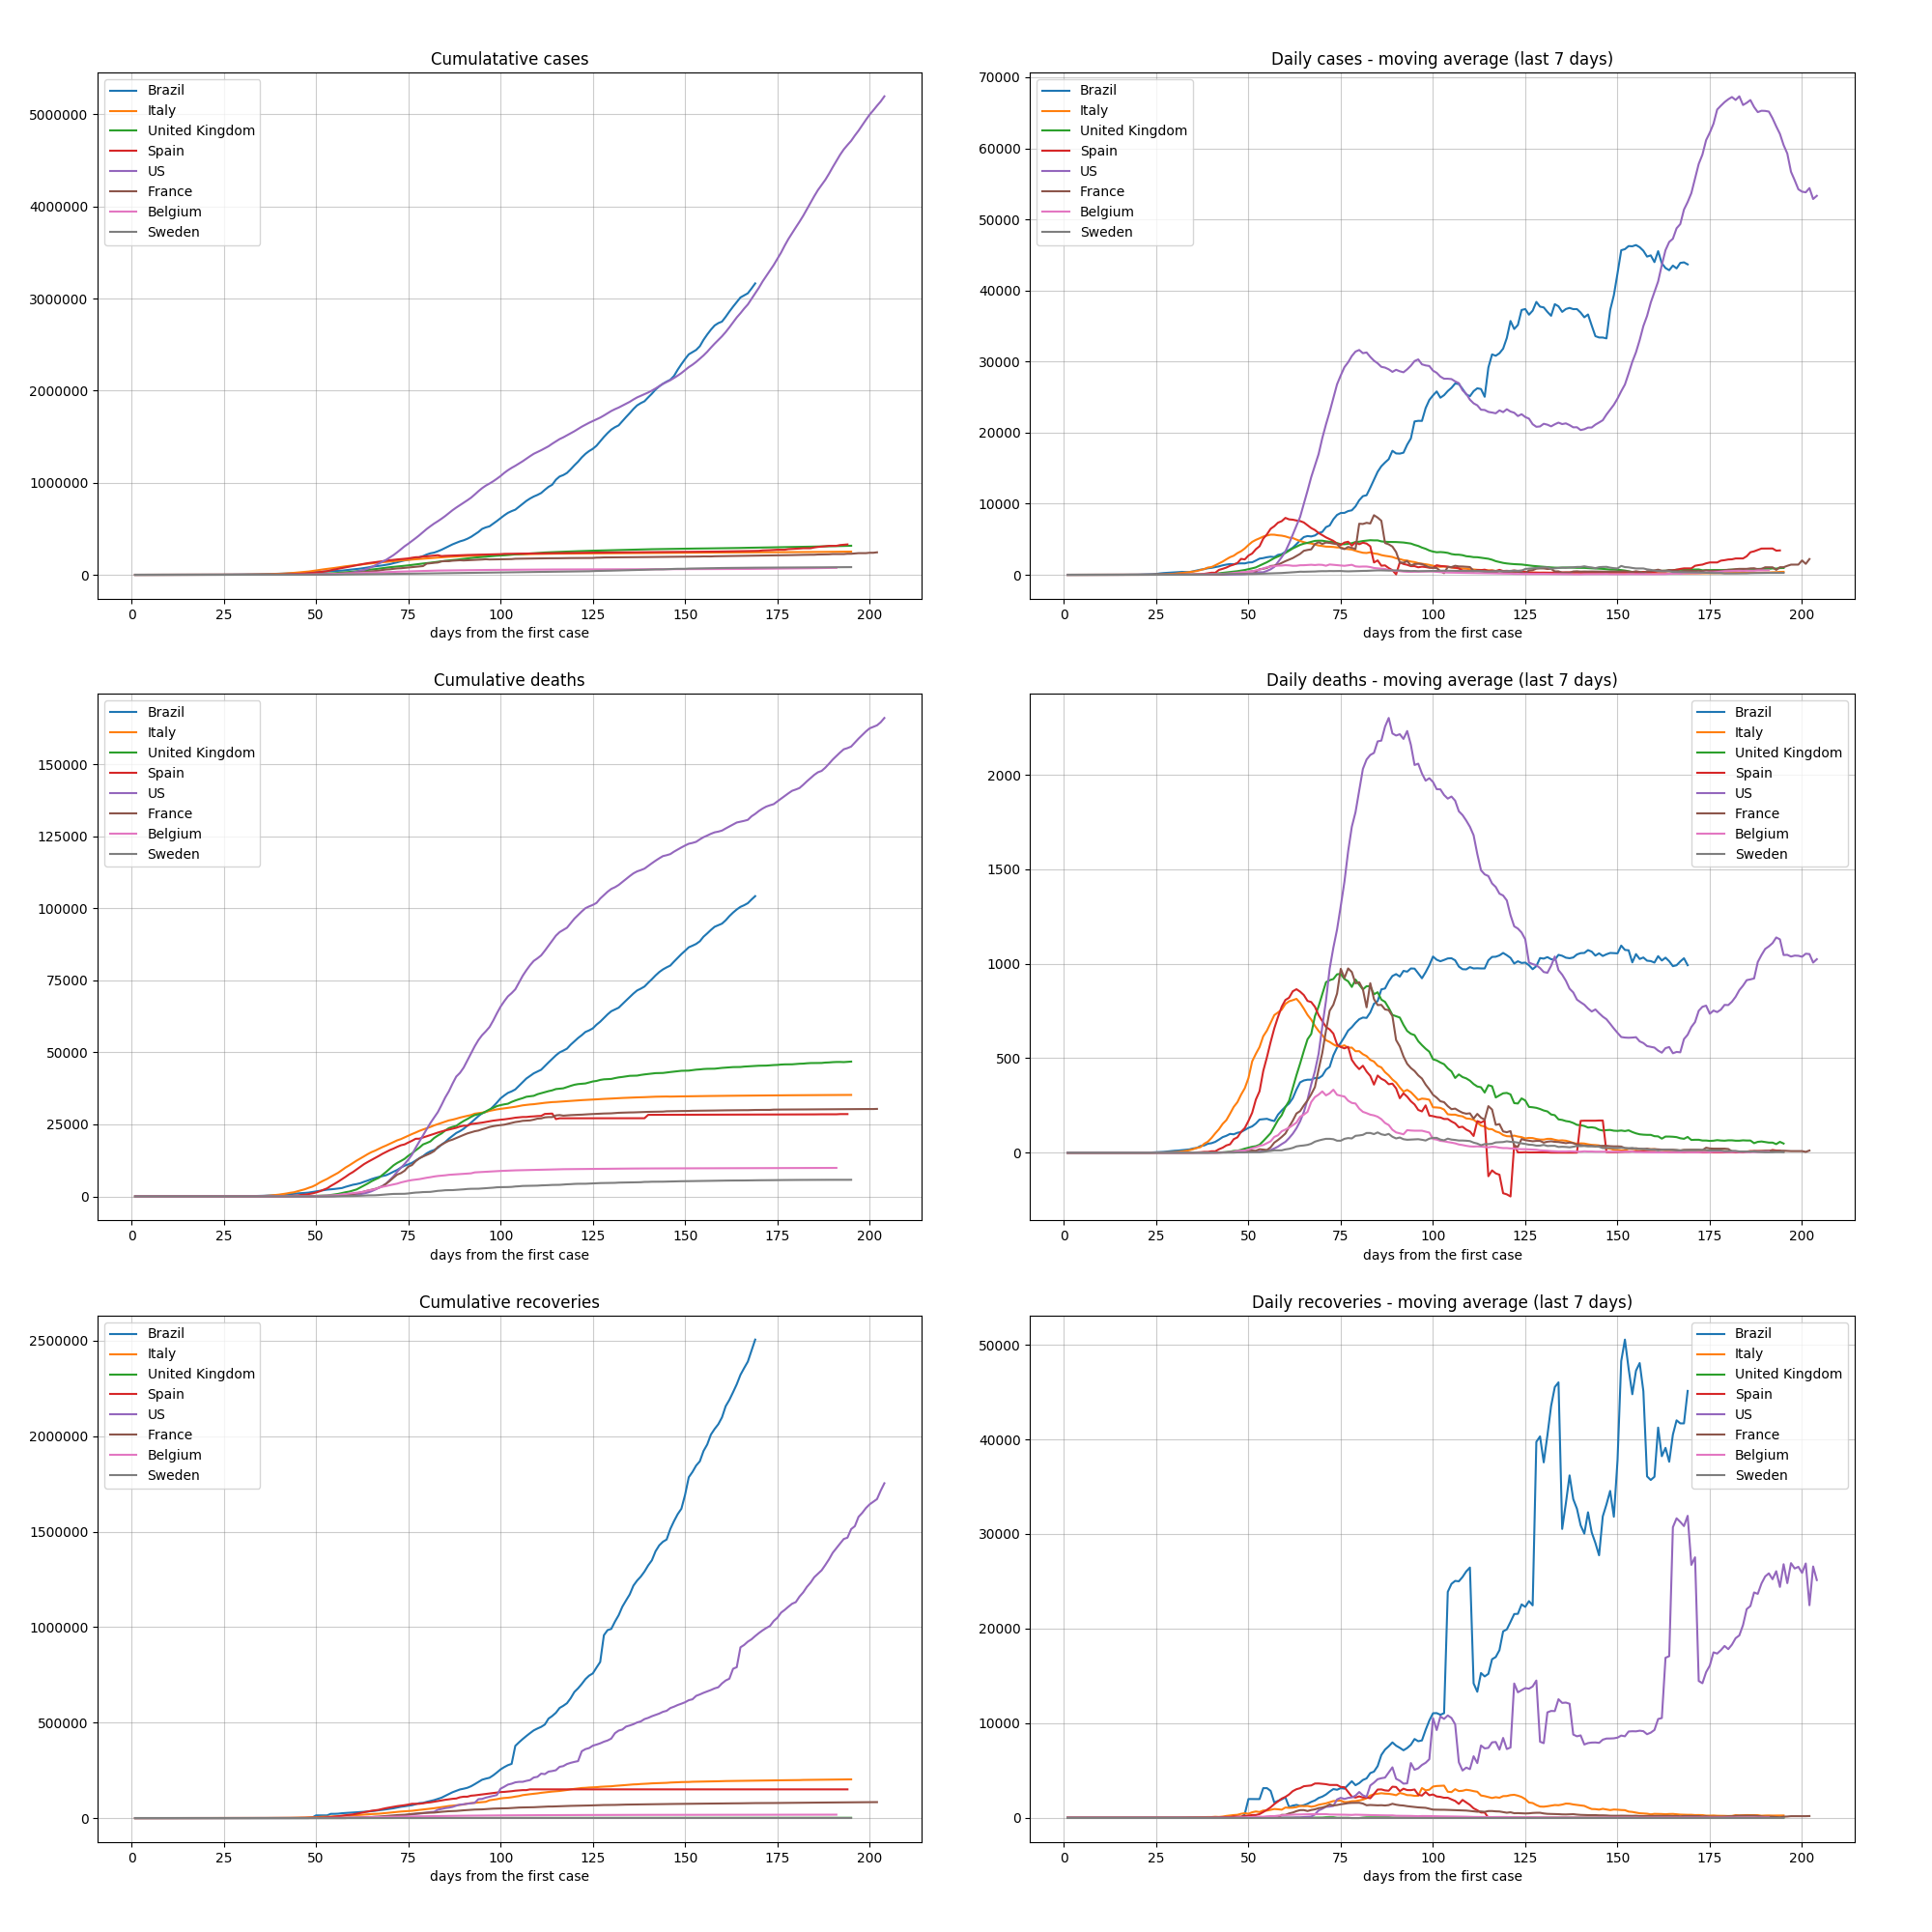 Cumulatative cases
Brazil
Italy
United Kingdom
Spain
US
France
Belgium
Sweden
5000000
4000000
3000000
2000000
1000000
0
0 25 50 75 100 125 150 175 200
days from the first case
Daily cases - moving average (last 7 days)
Brazil
Italy
United Kingdom
Spain
US
France
Belgium
Sweden
70000
60000
50000
40000
30000
20000
10000
0
0 25 50 75 100 125 150 175 200
days from the first case
Cumulative deaths
Brazil
Italy
United Kingdom
Spain
US
France
Belgium
Sweden
150000
125000
100000
75000
50000
25000
0
0 25 50 75 100 125 150 175 200
days from the first case
Daily deaths - moving average (last 7 days)
Brazil
Italy
United Kingdom
Spain
US
France
Belgium
Sweden
2000
1500
1000
500
0
0 25 50 75 100 125 150 175 200
days from the first case
Cumulative recoveries
Brazil
Italy
United Kingdom
Spain
US
France
Belgium
Sweden
2500000
2000000
1500000
1000000
500000
0
0 25 50 75 100 125 150 175 200
days from the first case
Daily recoveries - moving average (last 7 days)
Brazil
Italy
United Kingdom
Spain
US
France
Belgium
Sweden
50000
40000
30000
20000
10000
0
0 25 50 75 100 125 150 175 200
days from the first case